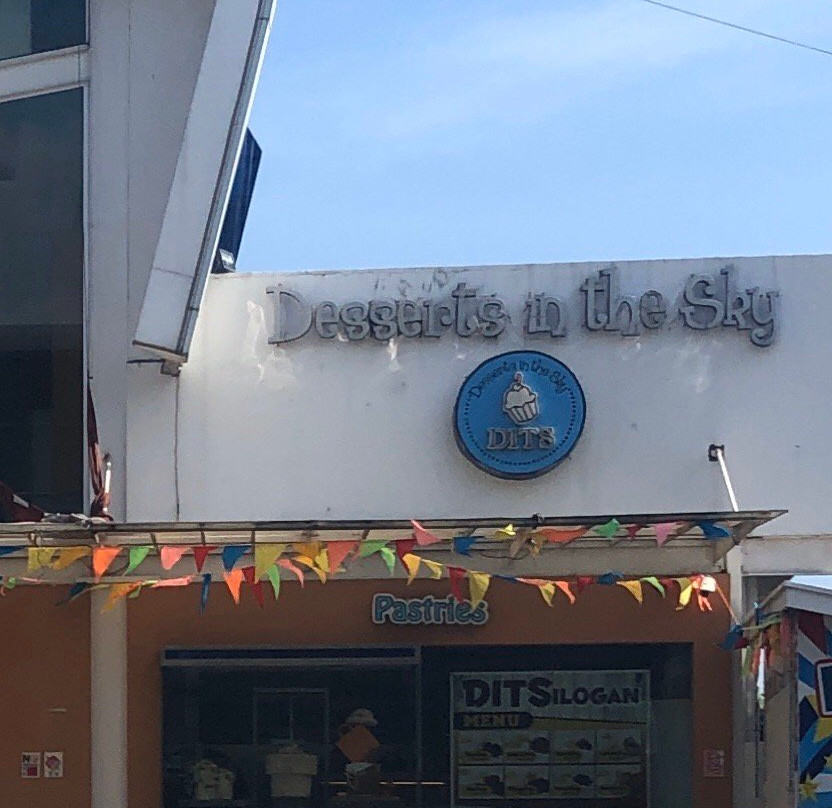 Desserts in the Sky
Desserts in the Sky
DITS
Pastries
DITSILOGAN
MENU